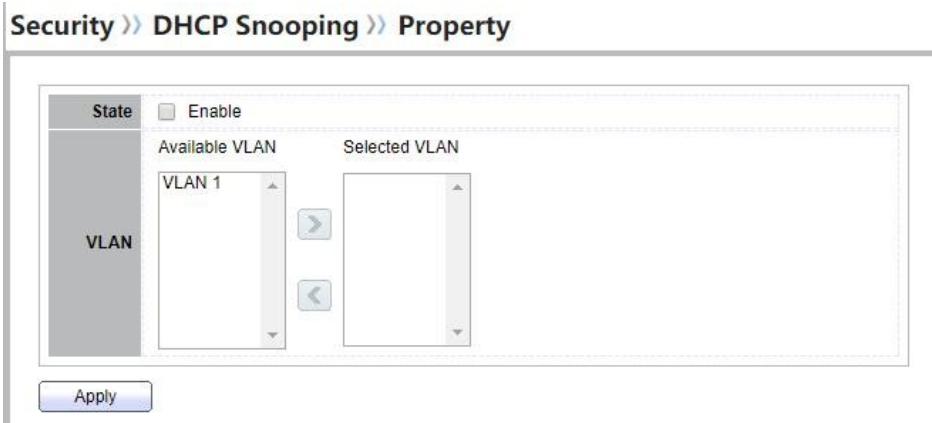 Security » DHCP Snooping » Property
State Enable
Available VLAN Selected VLAN
VLAN 1
VLAN
Apply